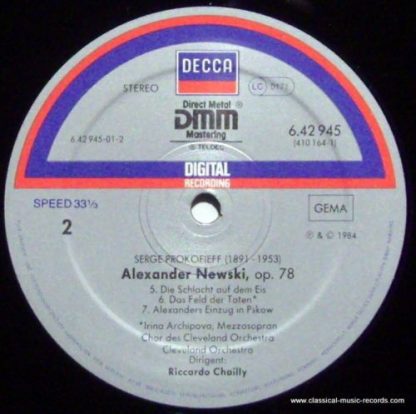 DECCA
STEREO
LC 0171
Direct Metal ®
DMM
Mastering
© TELDEC
6.42 945-01-2
6.42 945
(410 164-1)
DIGITAL
RECORDING
SPEED 33⅓
2
GEMA
℗ & © 1984
SERGE PROKOFIEFF (1891 - 1953)
Alexander Newski, op. 78
5. Die Schlacht auf dem Eis
6. Das Feld der Toten*
7. Alexanders Einzug in Pskow
*Irina Archipova, Mezzosopran
Chor des Cleveland Orchestra
Cleveland Orchestra
Dirigent:
Riccardo Chailly
www.classical-music-records.com